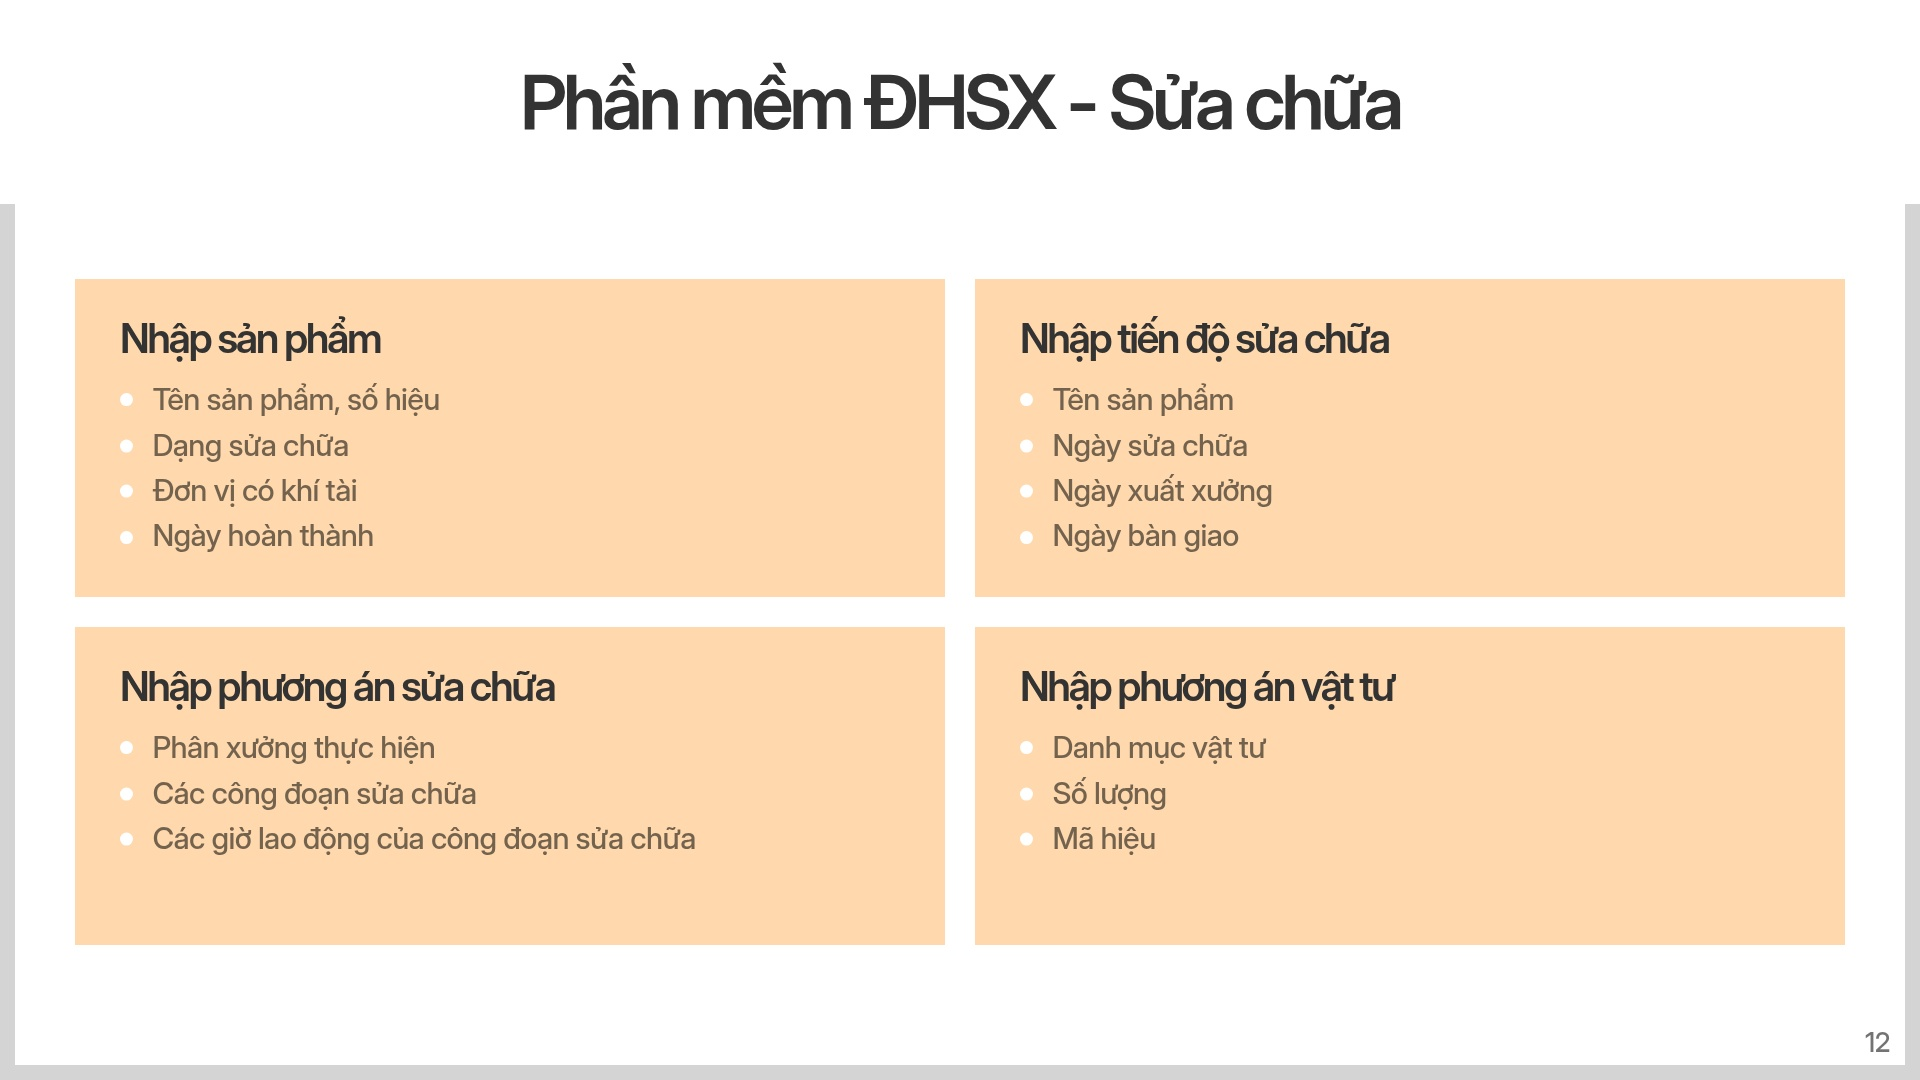 Phần mềm ĐHSX - Sửa chữa
Nhập sản phẩm
Tên sản phẩm, số hiệu
Dạng sửa chữa
Đơn vị có khí tài
Ngày hoàn thành
Nhập tiến độ sửa chữa
Tên sản phẩm
Ngày sửa chữa
Ngày xuất xưởng
Ngày bàn giao
Nhập phương án sửa chữa
Phân xưởng thực hiện
Các công đoạn sửa chữa
Các giờ lao động của công đoạn sửa chữa
Nhập phương án vật tư
Danh mục vật tư
Số lượng
Mã hiệu
12